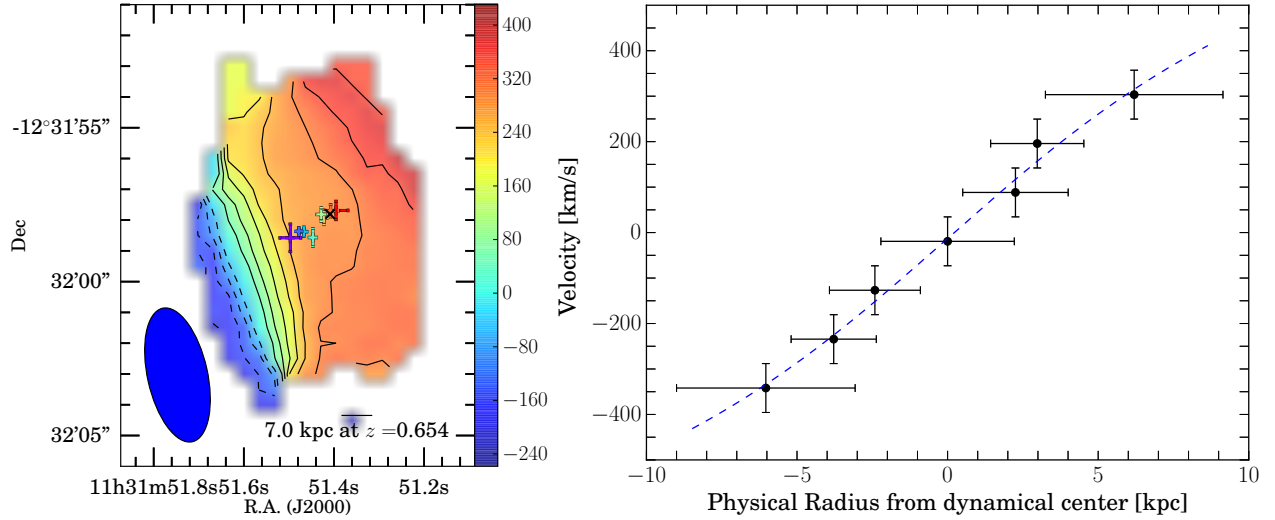 -12°31'55"
32'00"
32'05"
Dec
11h31m51.8s
51.6s
51.4s
51.2s
R.A. (J2000)
7.0 kpc at z =0.654
400
320
240
160
80
0
−80
−160
−240
Velocity [km/s]
400
200
0
−200
−400
−10
−5
0
5
10
Physical Radius from dynamical center [kpc]